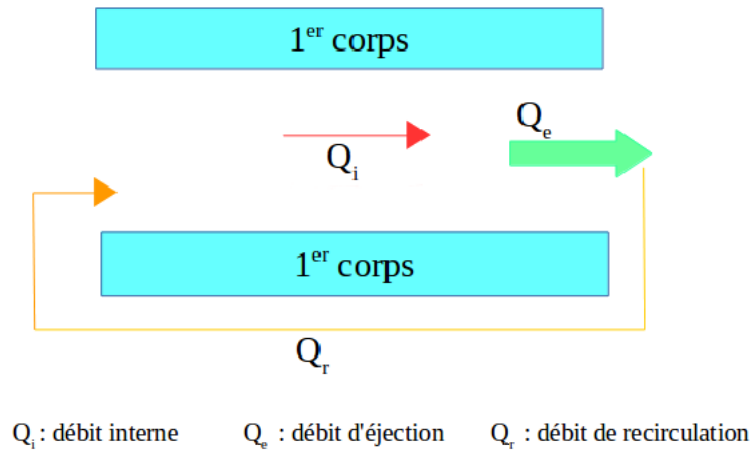 1er corps
Qe
Qi
1er corps
Qr
Qi : débit interne Qe : débit d'éjection Qr : débit de recirculation